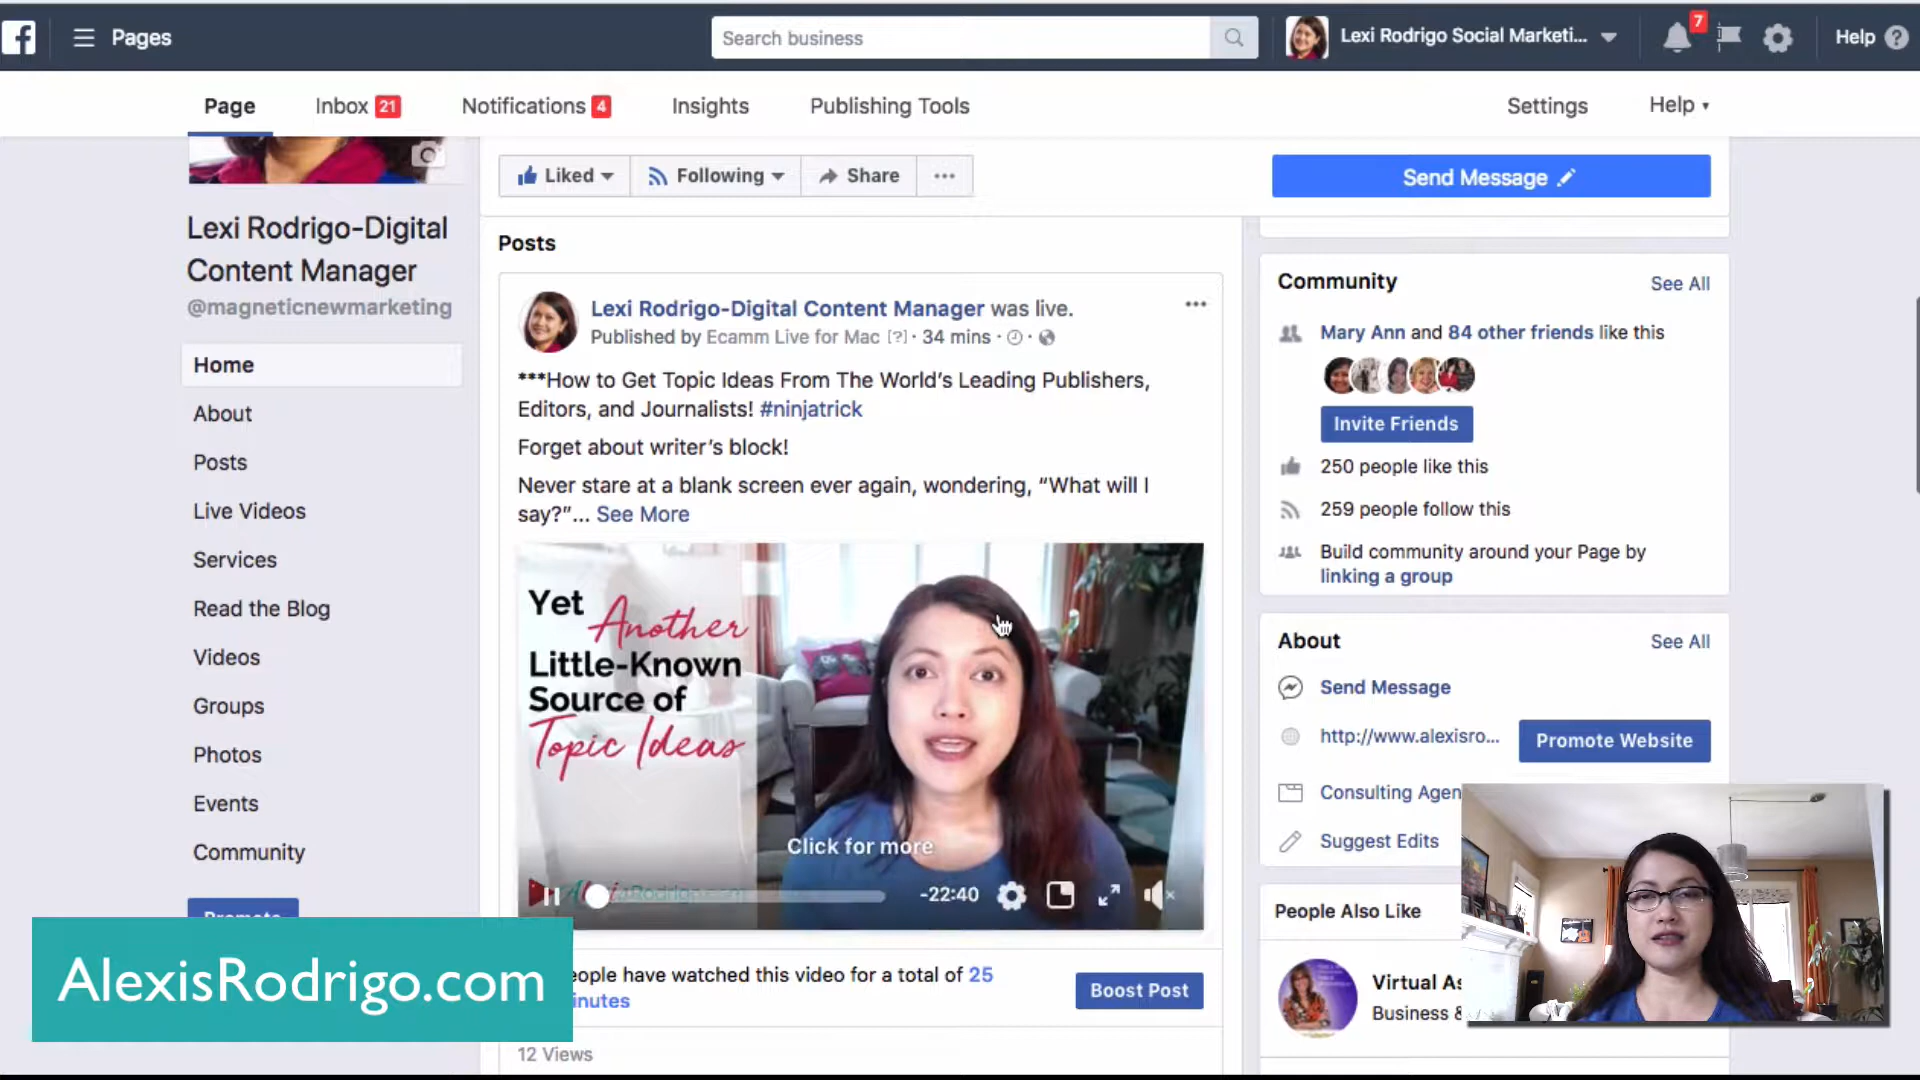 Pages
Search business
Lexi Rodrigo Social Marketi...
7
Help
Page
Inbox 21
Notifications 4
Insights
Publishing Tools
Settings
Help
Liked
Following
Share
Send Message
Lexi Rodrigo-Digital
Content Manager
@magneticnewmarketing
Home
About
Posts
Live Videos
Services
Read the Blog
Videos
Groups
Photos
Events
Community
Posts
Lexi Rodrigo-Digital Content Manager was live.
Published by Ecamm Live for Mac [?] · 34 mins ·
***How to Get Topic Ideas From The World's Leading Publishers,
Editors, and Journalists! #ninjatrick
Forget about writer's block!
Never stare at a blank screen ever again, wondering, “What will I
say?”... See More
Yet
Another
Little-Known
Source of
Topic Ideas
Click for more
-22:40
people have watched this video for a total of 25
minutes
Boost Post
12 Views
Community
See All
Mary Ann and 84 other friends like this
Invite Friends
250 people like this
259 people follow this
Build community around your Page by
linking a group
About
See All
Send Message
http://www.alexisro...
Promote Website
Consulting Agen
Suggest Edits
People Also Like
Virtual As
Business &
AlexisRodrigo.com